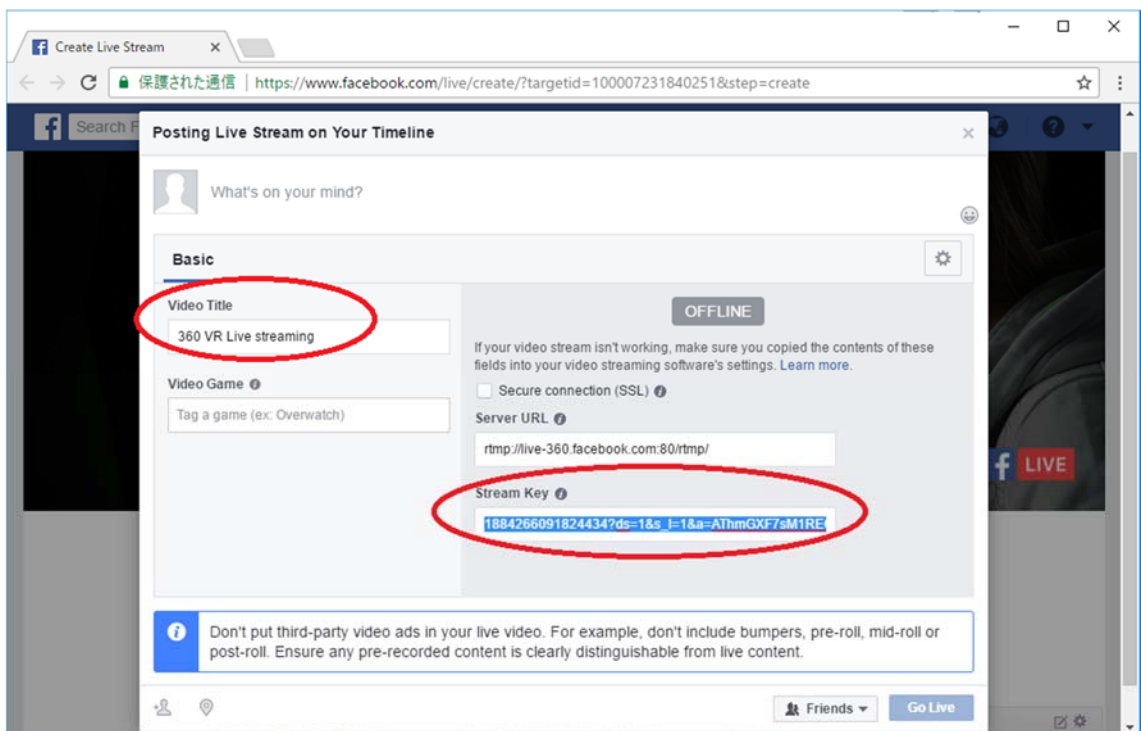 Create Live Stream
保護された通信 | https://www.facebook.com/live/create/?targetid=100007231840251&step=create
Search F
Posting Live Stream on Your Timeline
What's on your mind?
Basic
Video Title
360 VR Live streaming
Video Game
Tag a game (ex: Overwatch)
OFFLINE
If your video stream isn't working, make sure you copied the contents of these
fields into your video streaming software's settings. Learn more.
Secure connection (SSL)
Server URL
rtmp://live-360.facebook.com:80/rtmp/
Stream Key
1884266091824434?ds=1&s_l=1&a=AThmGXF7sM1RE
LIVE
Don't put third-party video ads in your live video. For example, don't include bumpers, pre-roll, mid-roll or
post-roll. Ensure any pre-recorded content is clearly distinguishable from live content.
Friends
Go Live